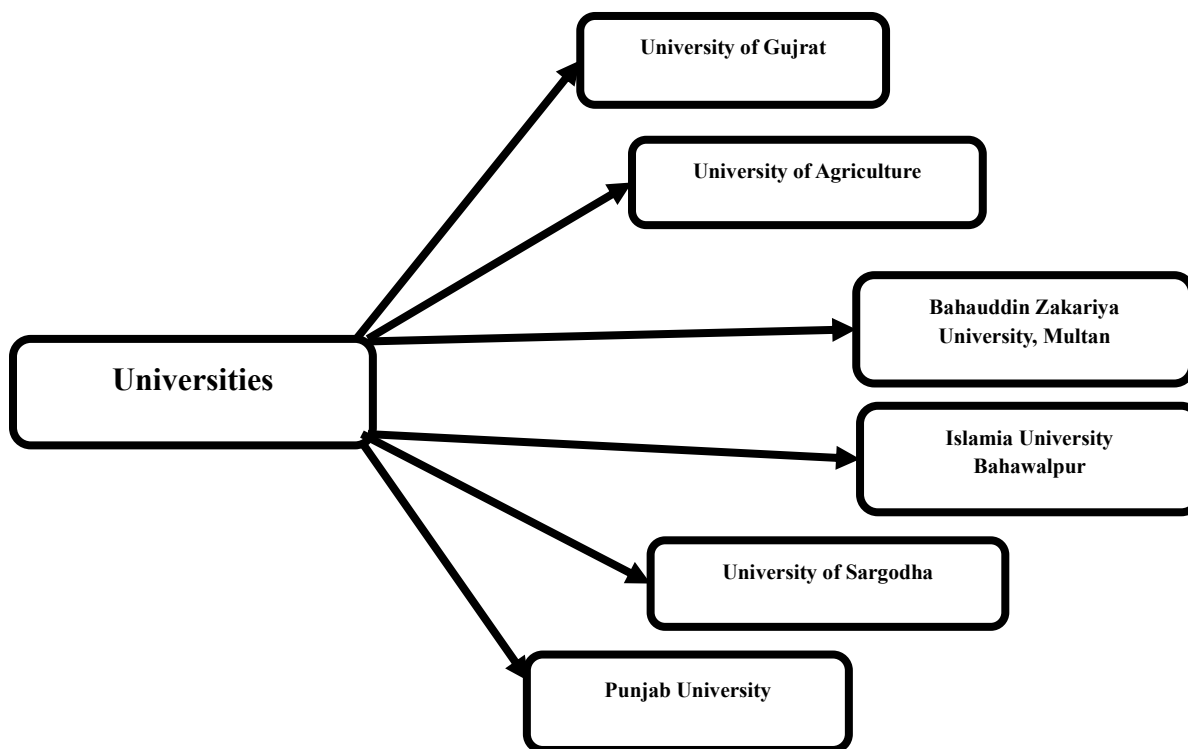 University of Gujrat
University of Agriculture
Bahauddin Zakariya
University, Multan
Universities
Islamia University
Bahawalpur
University of Sargodha
Punjab University